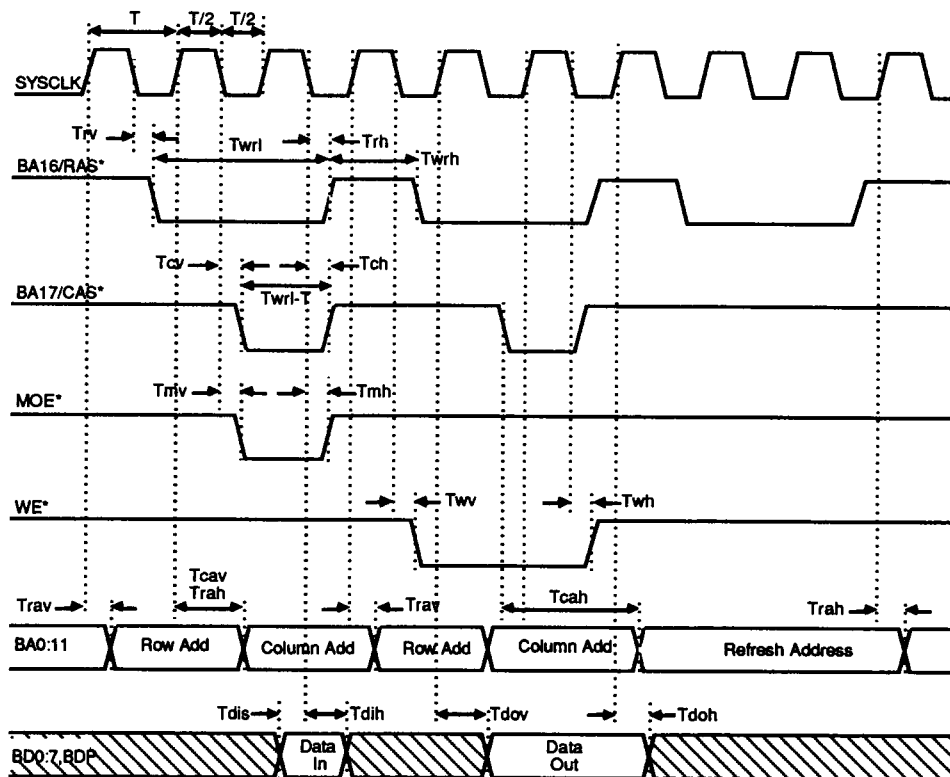 T T/2 T/2
SYSCLK
Trv Twrl Trh Twrh
BA16/RAS*
Tcv Tch
BA17/CAS* Twrl-T
Tmv Tmh
MOE*
Twv Twh
WE*
Tcav
Trav Trah Trav Tcah Trah
BA0:11 Row Add Column Add Row Add Column Add Refresh Address
Tdis Tdih Tdov Tdoh
BD0:7,BDP Data In Data Out